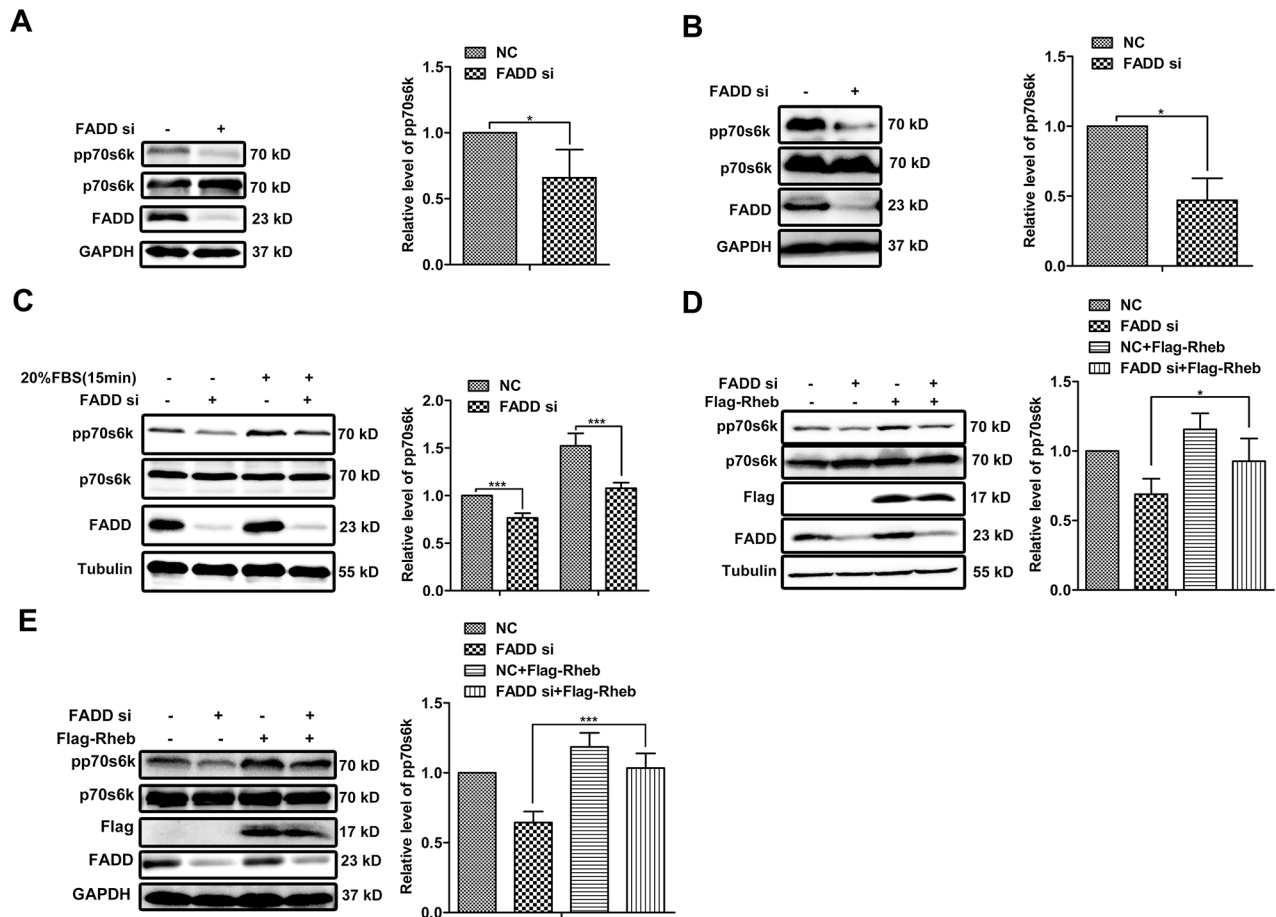 A
FADD si - +
pp70s6k 70 kD
p70s6k 70 kD
FADD 23 kD
GAPDH 37 kD
NC
FADD si
Relative level of pp70s6k
1.5
1.0
0.5
0.0
*
B
FADD si - +
pp70s6k 70 kD
p70s6k 70 kD
FADD 23 kD
GAPDH 37 kD
NC
FADD si
Relative level of pp70s6k
1.5
1.0
0.5
0.0
*
C
20%FBS(15min) - - + +
FADD si - + - +
pp70s6k 70 kD
p70s6k 70 kD
FADD 23 kD
Tubulin 55 kD
NC
FADD si
Relative level of pp70s6k
2.0
1.5
1.0
0.5
0.0
***
***
D
FADD si - + - +
Flag-Rheb - - + +
pp70s6k 70 kD
p70s6k 70 kD
Flag 17 kD
FADD 23 kD
Tubulin 55 kD
NC
FADD si
NC+Flag-Rheb
FADD si+Flag-Rheb
Relative level of pp70s6k
1.5
1.0
0.5
0.0
*
E
FADD si - + - +
Flag-Rheb - - + +
pp70s6k 70 kD
p70s6k 70 kD
Flag 17 kD
FADD 23 kD
GAPDH 37 kD
NC
FADD si
NC+Flag-Rheb
FADD si+Flag-Rheb
Relative level of pp70s6k
1.5
1.0
0.5
0.0
***